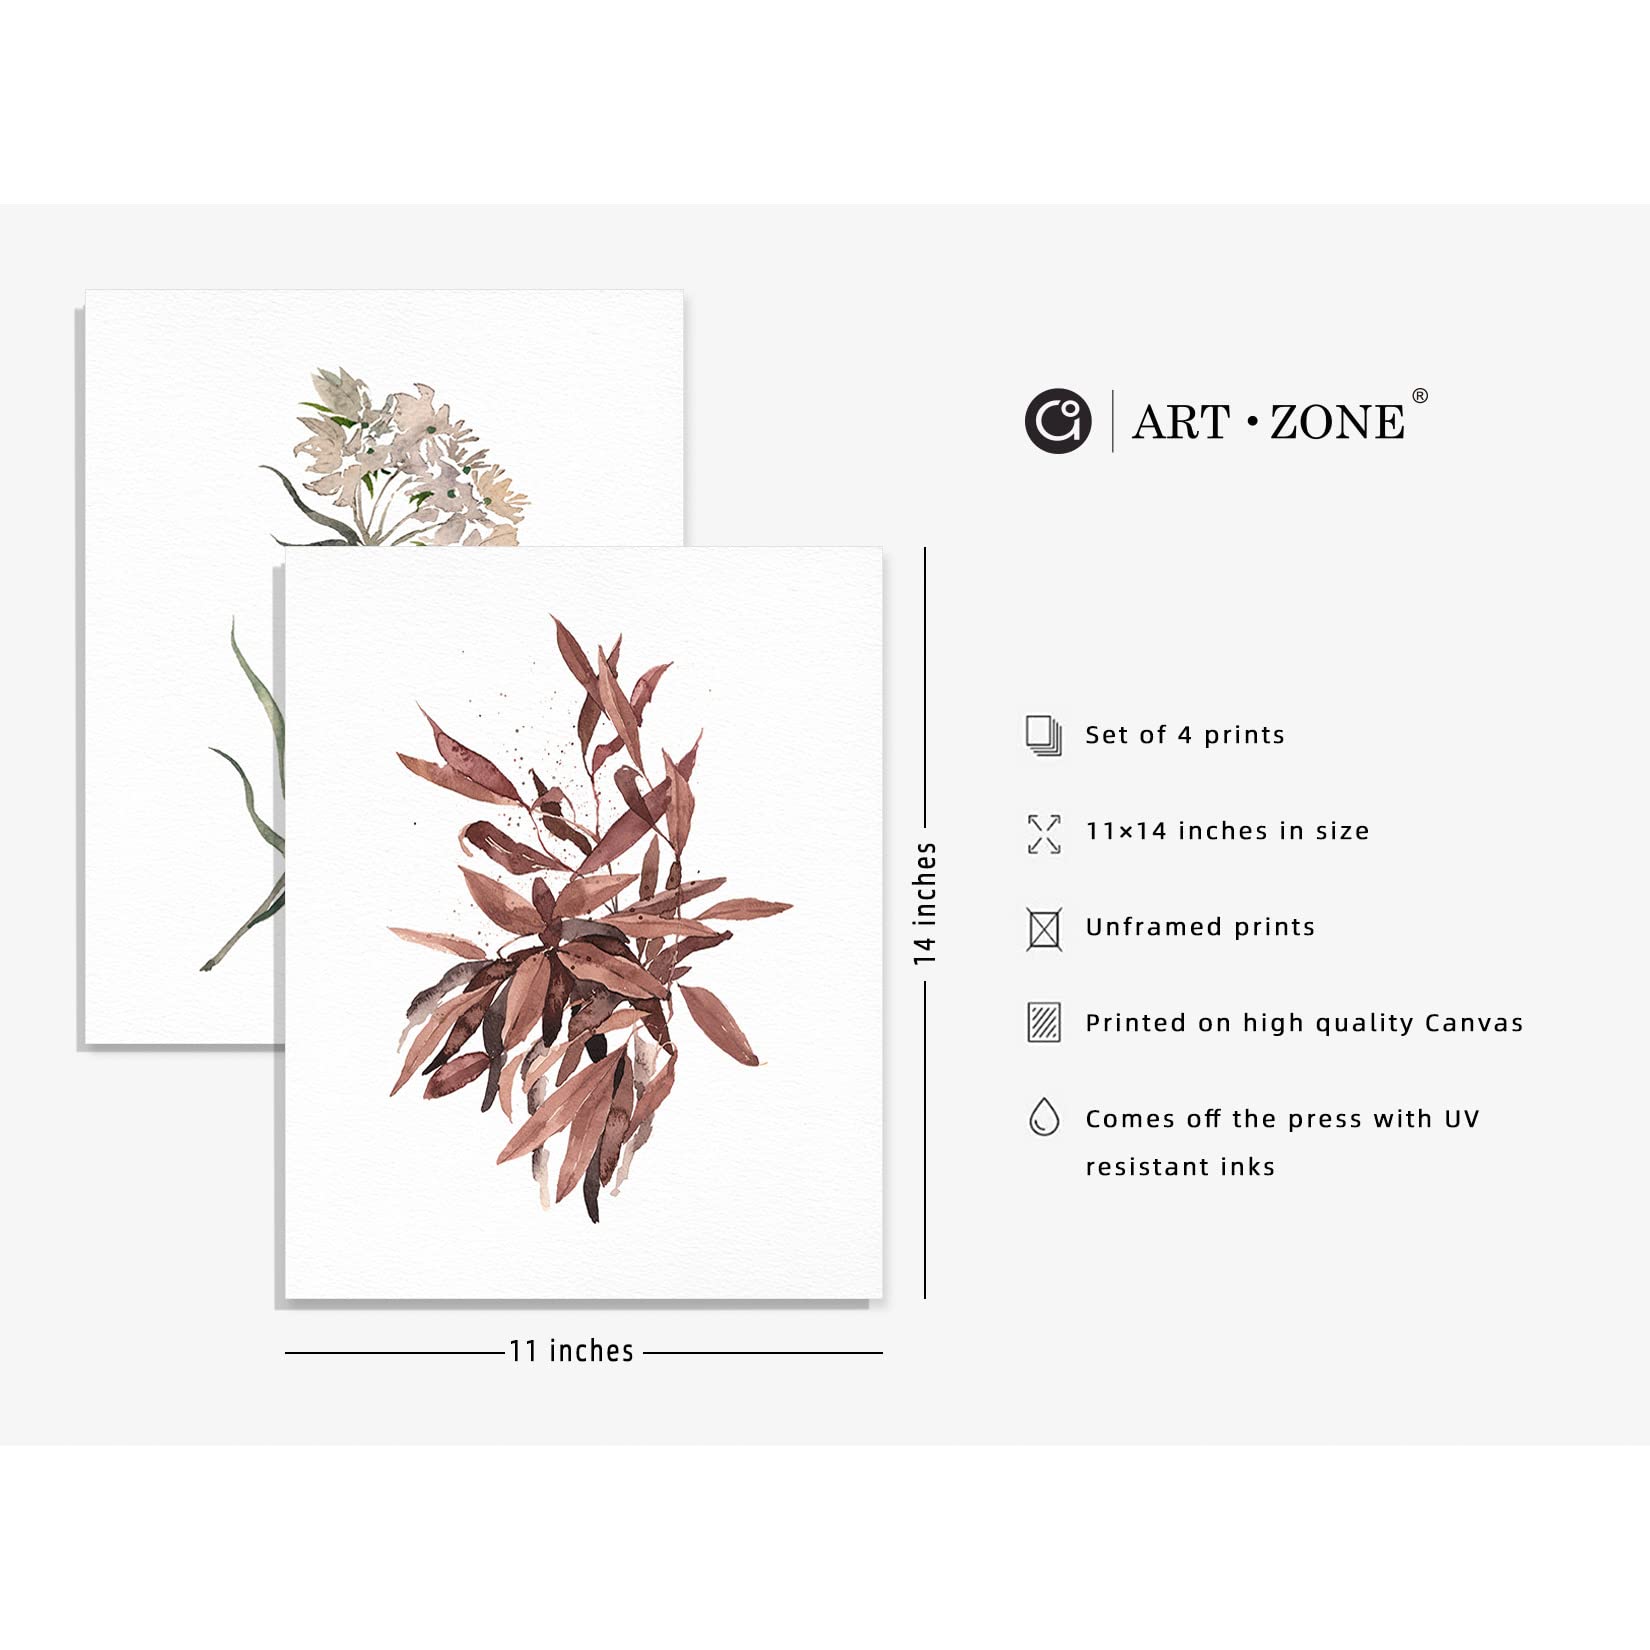 ART·ZONE®
Set of 4 prints
11×14 inches in size
Unframed prints
Printed on high quality Canvas
Comes off the press with UV
resistant inks
14 inches
11 inches